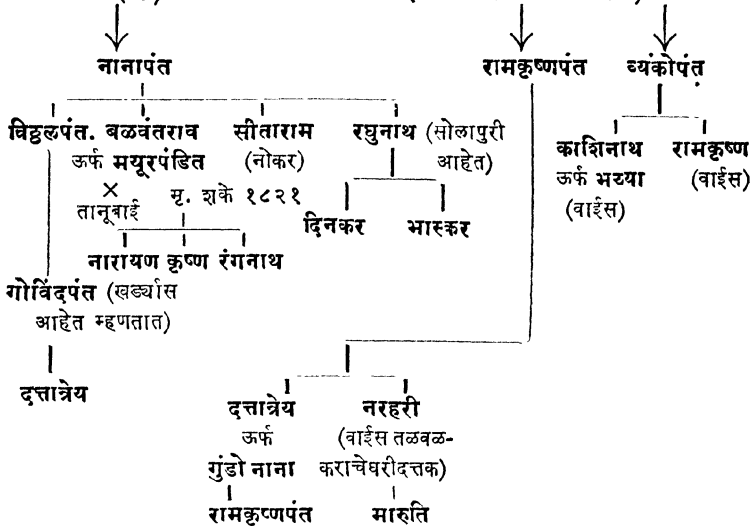 नानापंत रामकृष्णपंत व्यंकोपंत
विठ्ठलपंत. बळवंतराव सीताराम रघुनाथ (सोलापुरी
ऊर्फ मयूरपंडित (नोकर) आहेत)
काशिनाथ रामकृष्ण
ऊर्फ भय्या (वाईस)
(वाईस)
× मृ. शके १८२१
तानूबाई
दिनकर भास्कर
नारायण कृष्ण रंगनाथ
गोविंदपंत (खर्ड्यास
आहेत म्हणतात)
दत्तात्रेय
दत्तात्रेय नरहरी
ऊर्फ (वाईस तळवळ-
गुंडो नाना कराचेघरीदत्तक)
रामकृष्णपंत मारुति